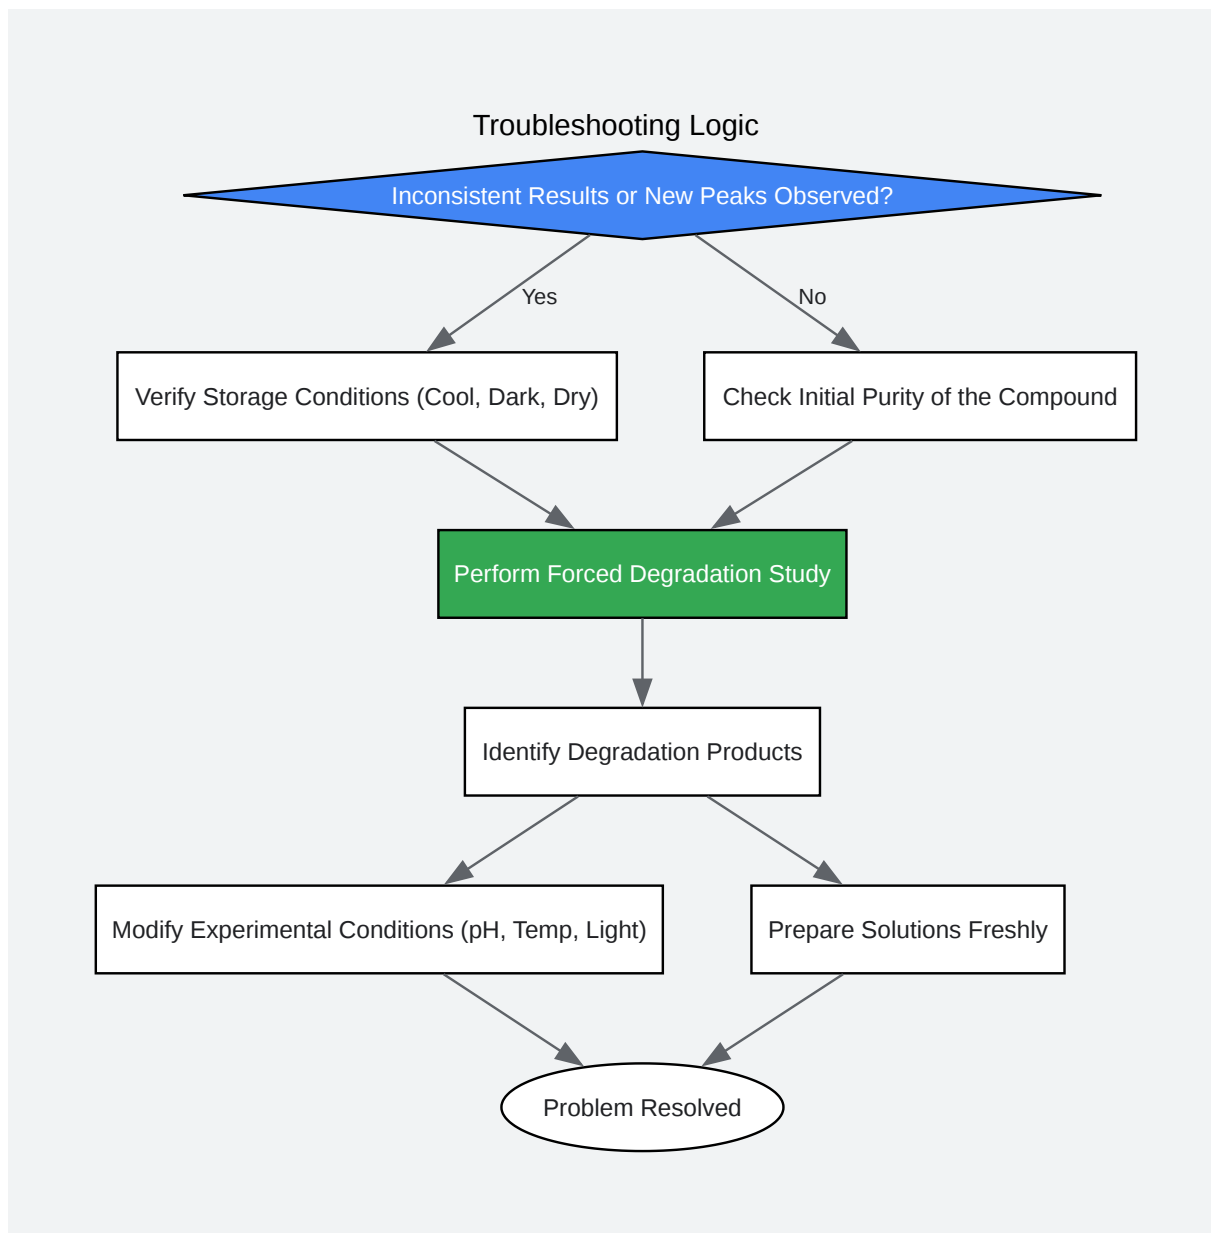 Troubleshooting Logic
Inconsistent Results or New Peaks Observed?
Yes
No
Verify Storage Conditions (Cool, Dark, Dry)
Check Initial Purity of the Compound
Perform Forced Degradation Study
Identify Degradation Products
Modify Experimental Conditions (pH, Temp, Light)
Prepare Solutions Freshly
Problem Resolved